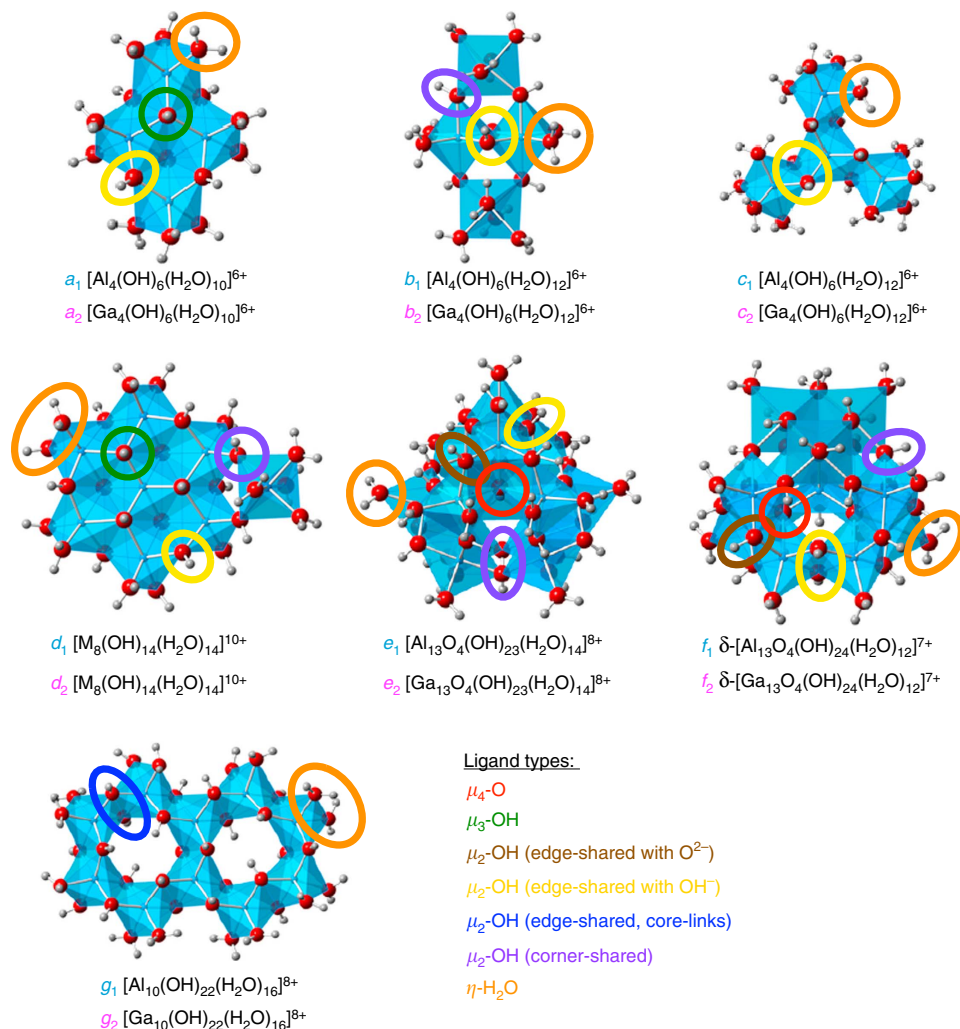 a₁ [Al₄(OH)₆(H₂O)₁₀]⁶⁺
a₂ [Ga₄(OH)₆(H₂O)₁₀]⁶⁺
b₁ [Al₄(OH)₆(H₂O)₁₂]⁶⁺
b₂ [Ga₄(OH)₆(H₂O)₁₂]⁶⁺
c₁ [Al₄(OH)₆(H₂O)₁₂]⁶⁺
c₂ [Ga₄(OH)₆(H₂O)₁₂]⁶⁺
d₁ [M₈(OH)₁₄(H₂O)₁₄]¹⁰⁺
d₂ [M₈(OH)₁₄(H₂O)₁₄]¹⁰⁺
e₁ [Al₁₃O₄(OH)₂₃(H₂O)₁₄]⁸⁺
e₂ [Ga₁₃O₄(OH)₂₃(H₂O)₁₄]⁸⁺
f₁ δ-[Al₁₃O₄(OH)₂₄(H₂O)₁₂]⁷⁺
f₂ δ-[Ga₁₃O₄(OH)₂₄(H₂O)₁₂]⁷⁺
g₁ [Al₁₀(OH)₂₂(H₂O)₁₆]⁸⁺
g₂ [Ga₁₀(OH)₂₂(H₂O)₁₆]⁸⁺
Ligand types:
μ₄-O
μ₃-OH
μ₂-OH (edge-shared with O²⁻)
μ₂-OH (edge-shared with OH⁻)
μ₂-OH (edge-shared, core-links)
μ₂-OH (corner-shared)
η-H₂O